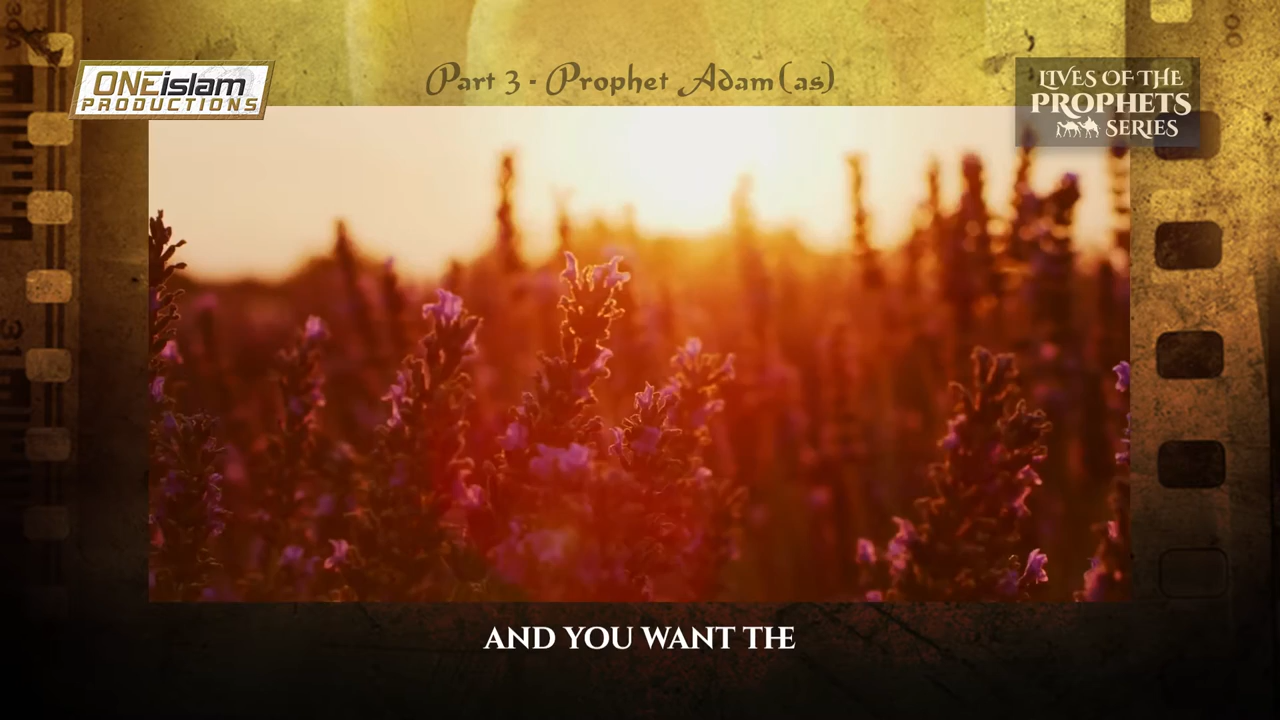 ONEislam
PRODUCTIONS
Part 3 - Prophet Adam (as)
LIVES OF THE
PROPHETS
SERIES
AND YOU WANT THE